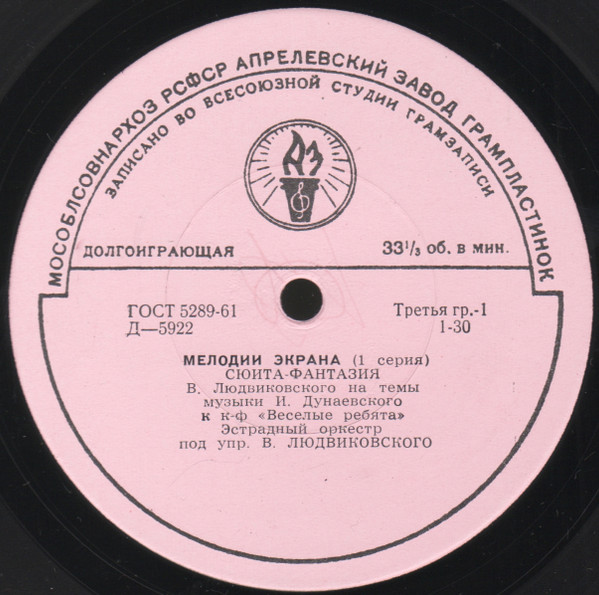 МОСОБЛСОВНАРХОЗ РСФСР АПРЕЛЕВСКИЙ ЗАВОД ГРАМПЛАСТИНОК
ЗАПИСАНО ВО ВСЕСОЮЗНОЙ СТУДИИ ГРАМЗАПИСИ
АЗ
ДОЛГОИГРАЮЩАЯ
33⅓ об. в мин.
ГОСТ 5289-61
Д—5922
Третья гр.-1
1-30
МЕЛОДИИ ЭКРАНА (1 серия)
СЮИТА-ФАНТАЗИЯ
В. Людвиковского на темы
музыки И. Дунаевского
к к-ф «Веселые ребята»
Эстрадный оркестр
под упр. В. ЛЮДВИКОВСКОГО